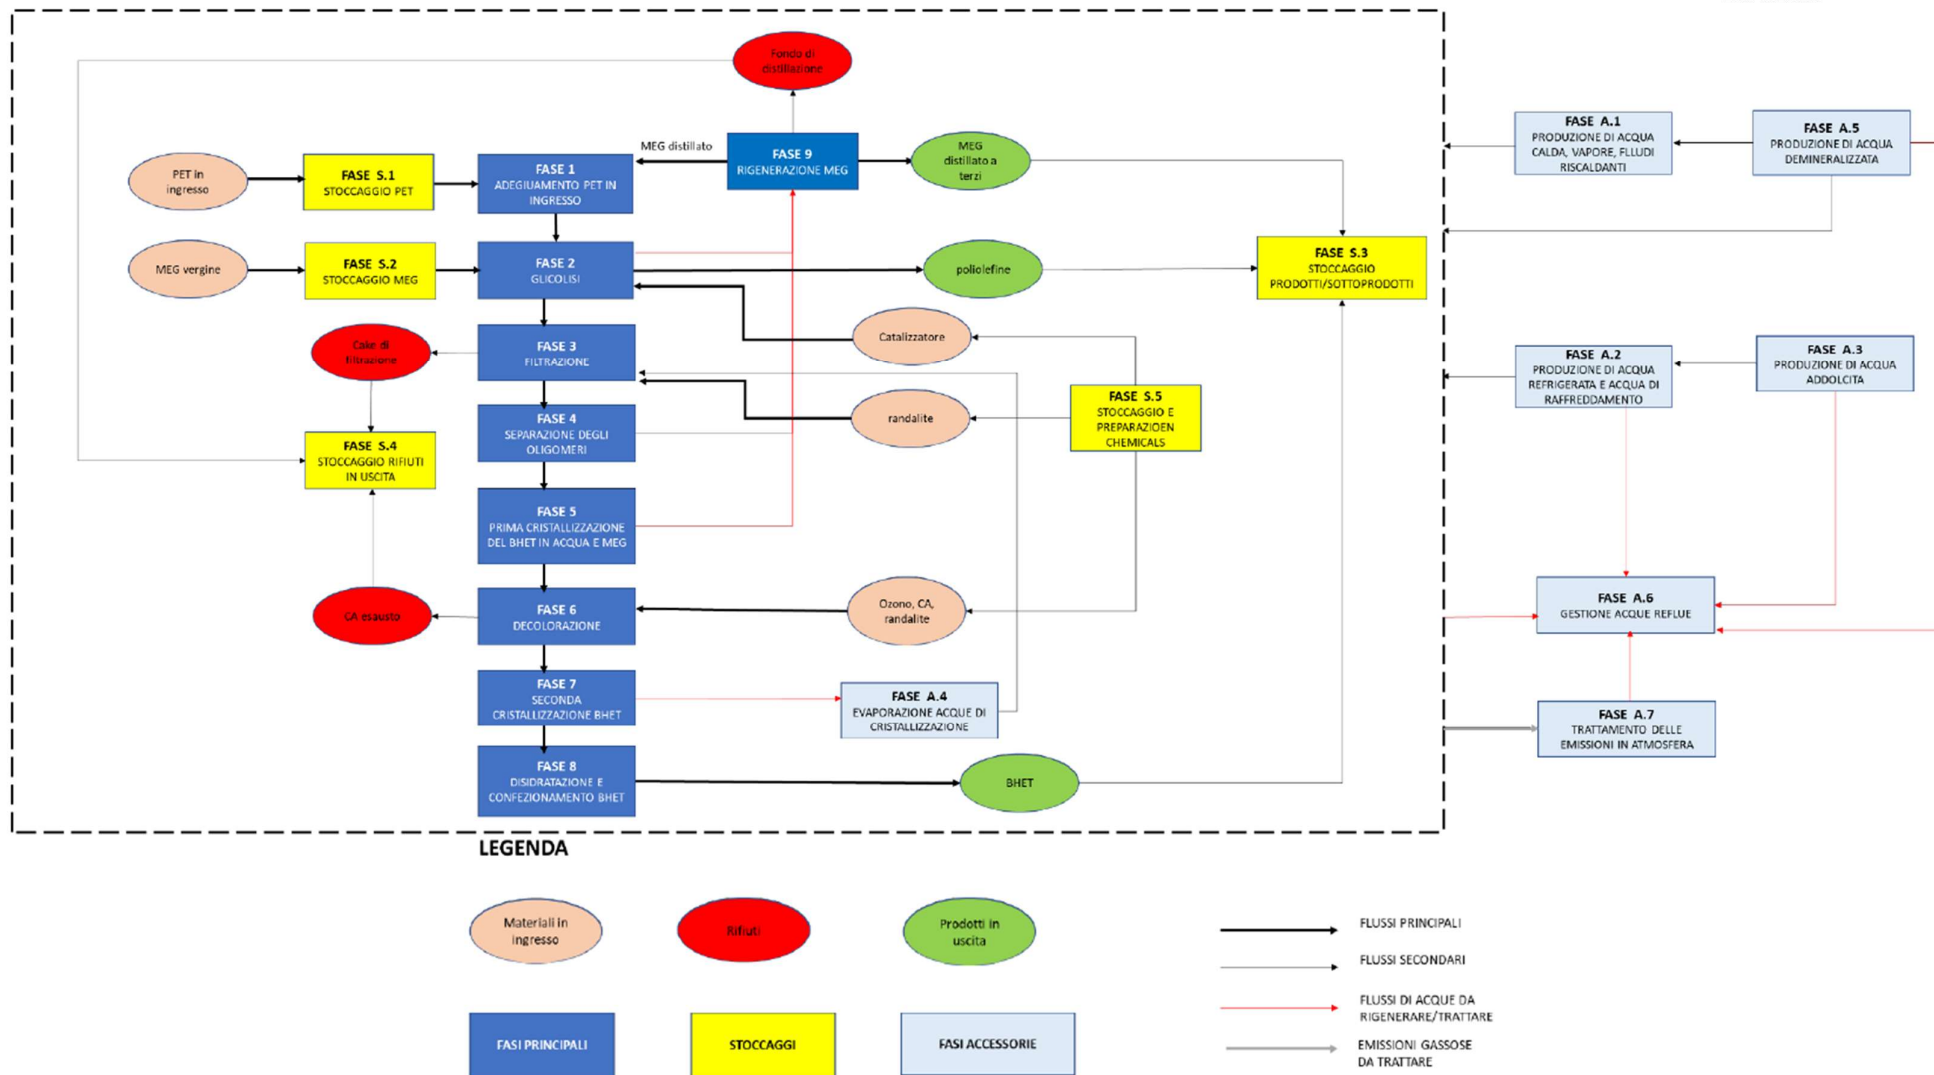 Fondo di
distillazione
MEG distillato
FASE 9
RIGENERAZIONE MEG
MEG
distillato a
terzi
FASE A.1
PRODUZIONE DI ACQUA
CALDA, VAPORE, FLLUDI
RISCALDANTI
FASE A.5
PRODUZIONE DI ACQUA
DEMINERALIZZATA
PET in
ingresso
FASE S.1
STOCCAGGIO PET
FASE 1
ADEGIUAMENTO PET IN
INGRESSO
MEG vergine
FASE S.2
STOCCAGGIO MEG
FASE 2
GLICOLISI
poliolefine
FASE S.3
STOCCAGGIO
PRODOTTI/SOTTOPRODOTTI
Cake di
filtrazione
FASE 3
FILTRAZIONE
Catalizzatore
FASE A.2
PRODUZIONE DI ACQUA
REFRIGERATA E ACQUA DI
RAFFREDDAMENTO
FASE A.3
PRODUZIONE DI ACQUA
ADDOLCITA
FASE S.4
STOCCAGGIO RIFIUTI
IN USCITA
FASE 4
SEPARAZIONE DEGLI
OLIGOMERI
randalite
FASE S.5
STOCCAGGIO E
PREPARAZIOEN
CHEMICALS
FASE 5
PRIMA CRISTALLIZZAZIONE
DEL BHET IN ACQUA E MEG
CA esausto
FASE 6
DECOLORAZIONE
Ozono, CA,
randalite
FASE A.6
GESTIONE ACQUE REFLUE
FASE 7
SECONDA
CRISTALLIZZAZIONE BHET
FASE A.4
EVAPORAZIONE ACQUE DI
CRISTALLIZZAZIONE
FASE A.7
TRATTAMENTO DELLE
EMISSIONI IN ATMOSFERA
FASE 8
DISIDRATAZIONE E
CONFEZIONAMENTO BHET
BHET
LEGENDA
Materiali in
ingresso
Rifiuti
Prodotti in
uscita
FLUSSI PRINCIPALI
FLUSSI SECONDARI
FLUSSI DI ACQUE DA
RIGENERARE/TRATTARE
EMISSIONI GASSOSE
DA TRATTARE
FASI PRINCIPALI
STOCCAGGI
FASI ACCESSORIE